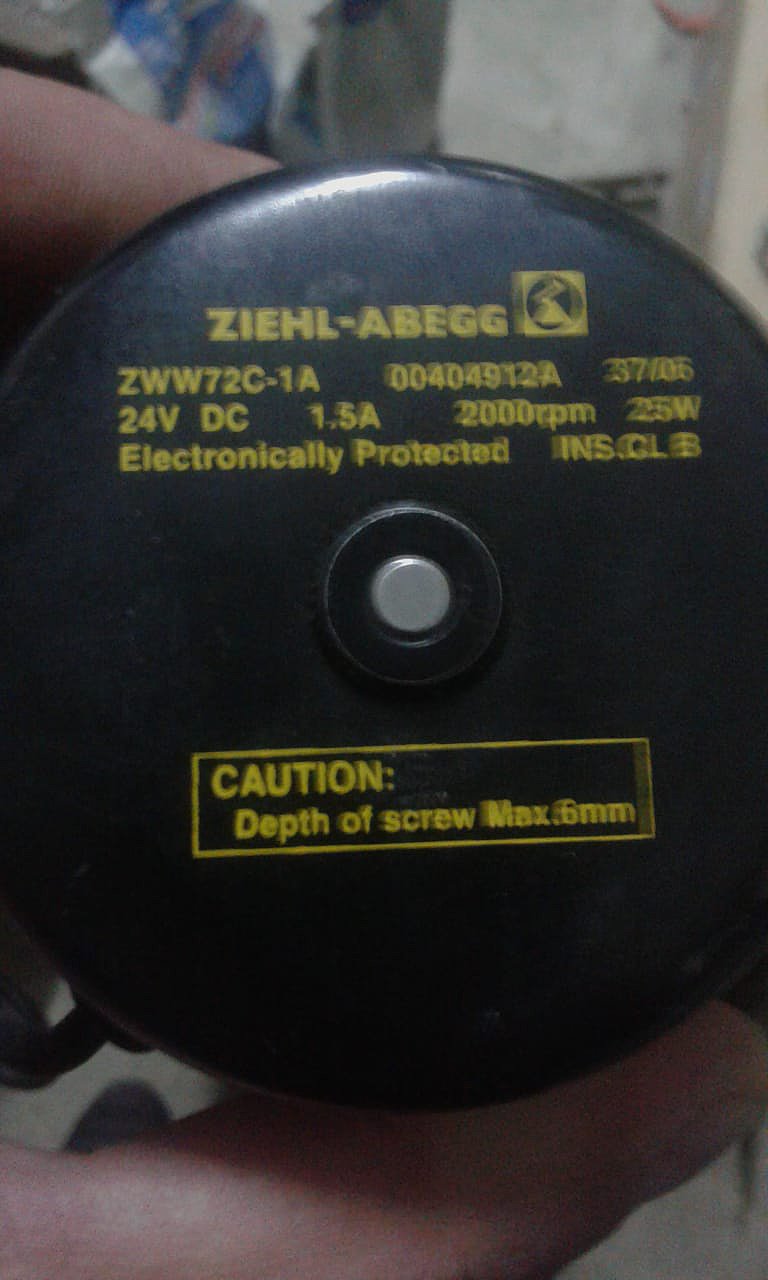 ZIEHL-ABEGG
ZWW72C-1A 00404912A 37/06
24V DC 1.5A 2000rpm 25W
Electronically Protected INS.CL B
CAUTION:
Depth of screw Max.6mm